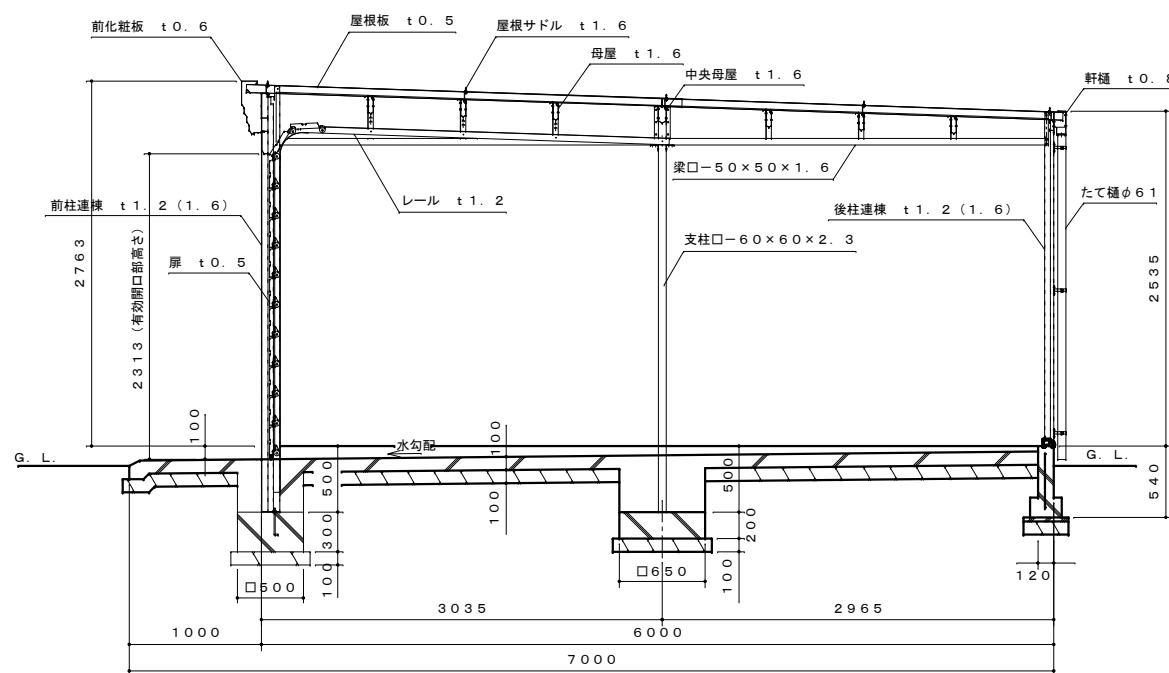 前化粧板 ｔ０．６
屋根板 ｔ０．５
屋根サドル ｔ１．６
母屋 ｔ１．６
中央母屋 ｔ１．６
軒樋 ｔ０．８
梁口－５０×５０×１．６
レール ｔ１．２
前柱連棟 ｔ１．２（１．６）
後柱連棟 ｔ１．２（１．６）
たて樋φ６１
支柱口－６０×６０×２．３
扉 ｔ０．５
２７６３
２３１３（有効開口部高さ）
２５３５
１００
水勾配
１００
Ｇ．Ｌ．
Ｇ．Ｌ．
５００
１００
５００
５４０
３００
２００
１００
１００
□５００
□６５０
１２０
３０３５
２９６５
１０００
６０００
７０００